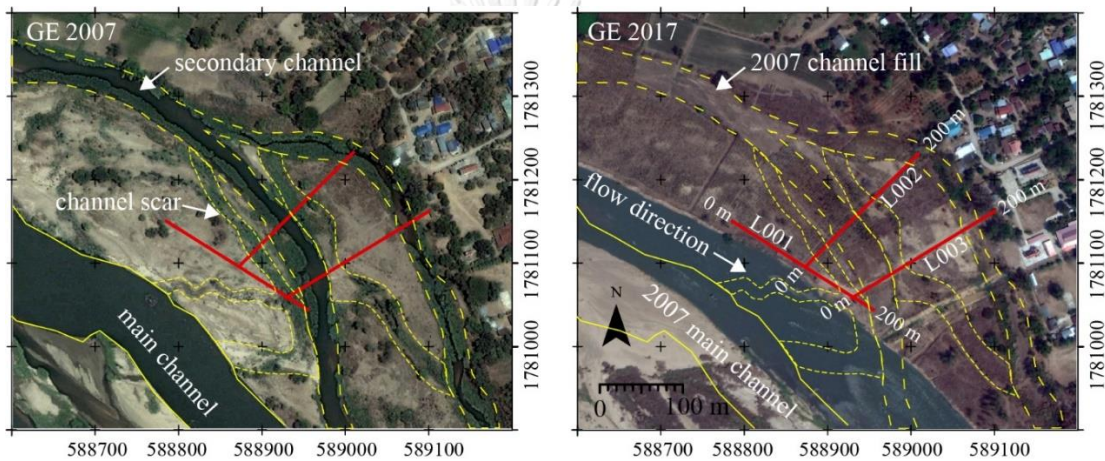 GE 2007
secondary channel
channel scar
main channel
588700
588800
588900
589000
589100
1781300
1781200
1781100
1781000
GE 2017
2007 channel fill
200 m
L002
0 m
flow direction
L001
200 m
L003
0 m
0 m
200 m
N
2007 main channel
0
100 m
588700
588800
588900
589000
589100
1781300
1781200
1781100
1781000